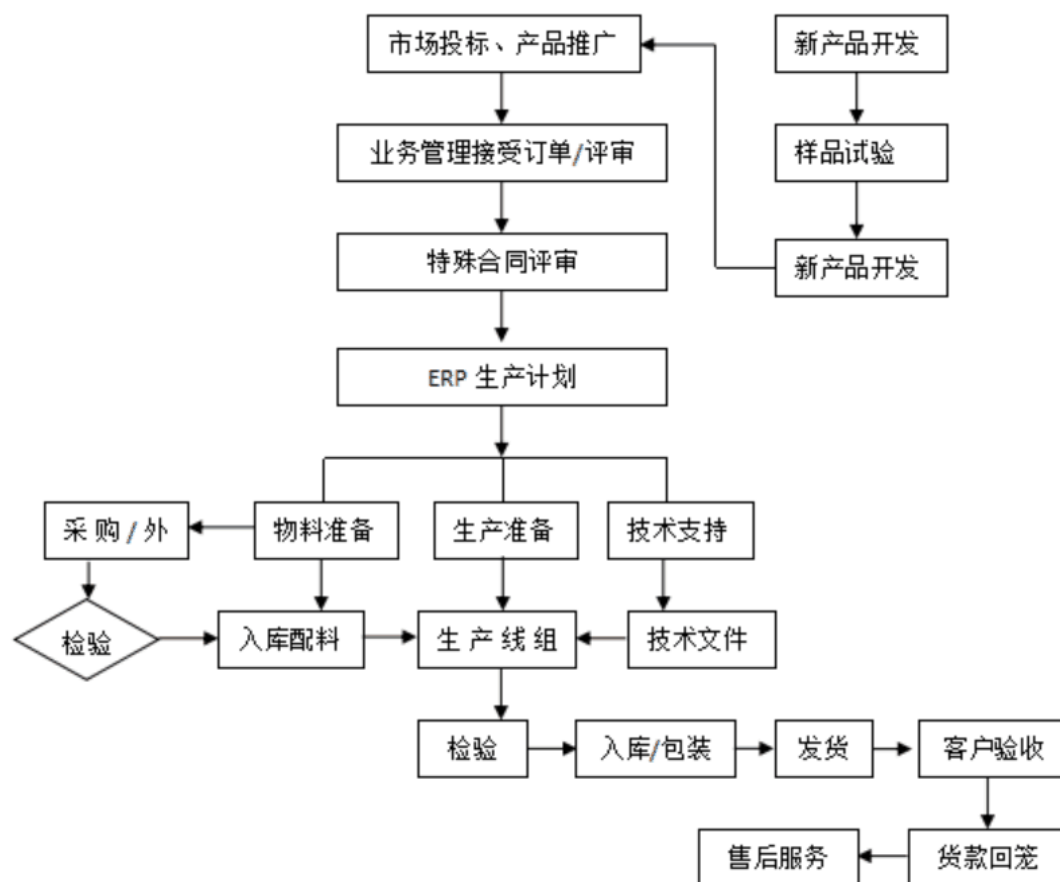 市场投标、产品推广
新产品开发
业务管理接受订单/评审
样品试验
特殊合同评审
新产品开发
ERP 生产计划
采 购 / 外
物料准备
生产准备
技术支持
检验
入库配料
生 产 线 组
技术文件
检验
入库/包装
发货
客户验收
售后服务
货款回笼